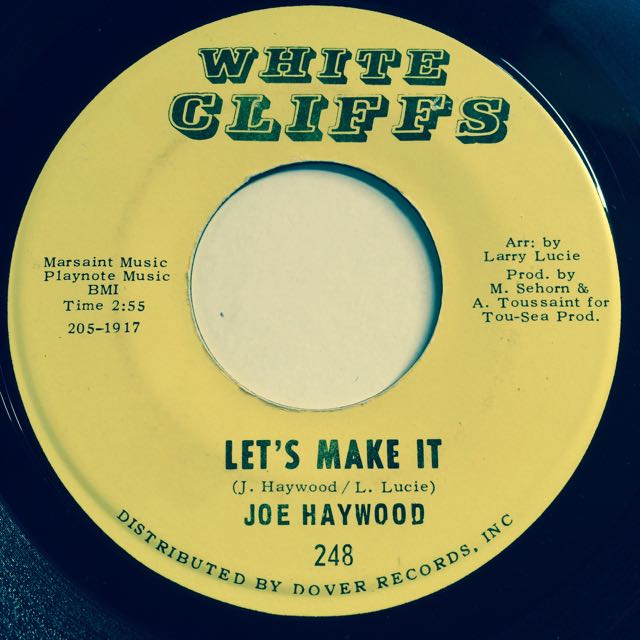 WHITE
CLIFFS
Marsaint Music
Playnote Music
BMI
Time 2:55
205-1917
Arr: by
Larry Lucie
Prod. by
M. Sehorn &
A. Toussaint for
Tou-Sea Prod.
LET'S MAKE IT
(J. Haywood / L. Lucie)
JOE HAYWOOD
248
DISTRIBUTED BY DOVER RECORDS, INC